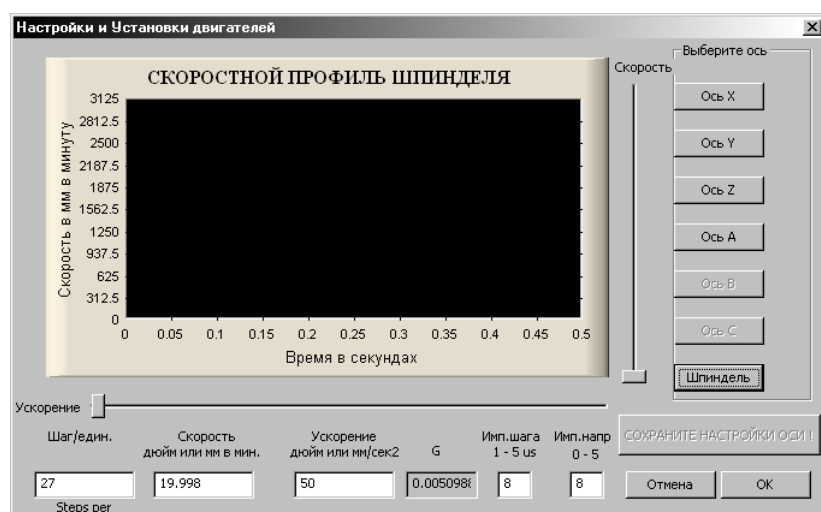 Настройки и Установки двигателей
Выберите ось
СКОРОСТНОЙ ПРОФИЛЬ ШПИНДЕЛЯ
Скорость
Скорость в мм в минуту
3125
2812.5
2500
2187.5
1875
1562.5
1250
937.5
625
312.5
0
0 0.05 0.1 0.15 0.2 0.25 0.3 0.35 0.4 0.45 0.5
Время в секундах
Ось X
Ось Y
Ось Z
Ось A
Ось B
Ось C
Шпиндель
Ускорение
Шаг/един.
Скорость
дюйм или мм в мин.
Ускорение
дюйм или мм/сек2
G
Имп.шага
1 - 5 us
Имп.напр
0 - 5
СОХРАНИТЕ НАСТРОЙКИ ОСИ !
27 19.998 50 0.005098 8 8
Отмена OK
Steps per